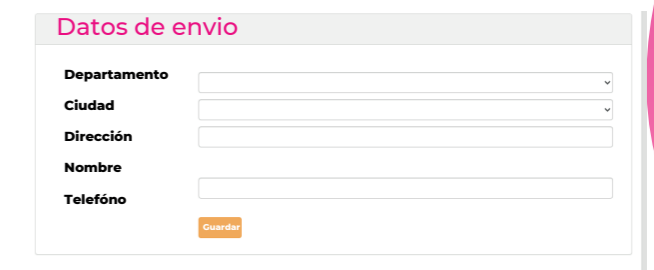 Datos de envio
Departamento
Ciudad
Dirección
Nombre
Telefóno
Guardar